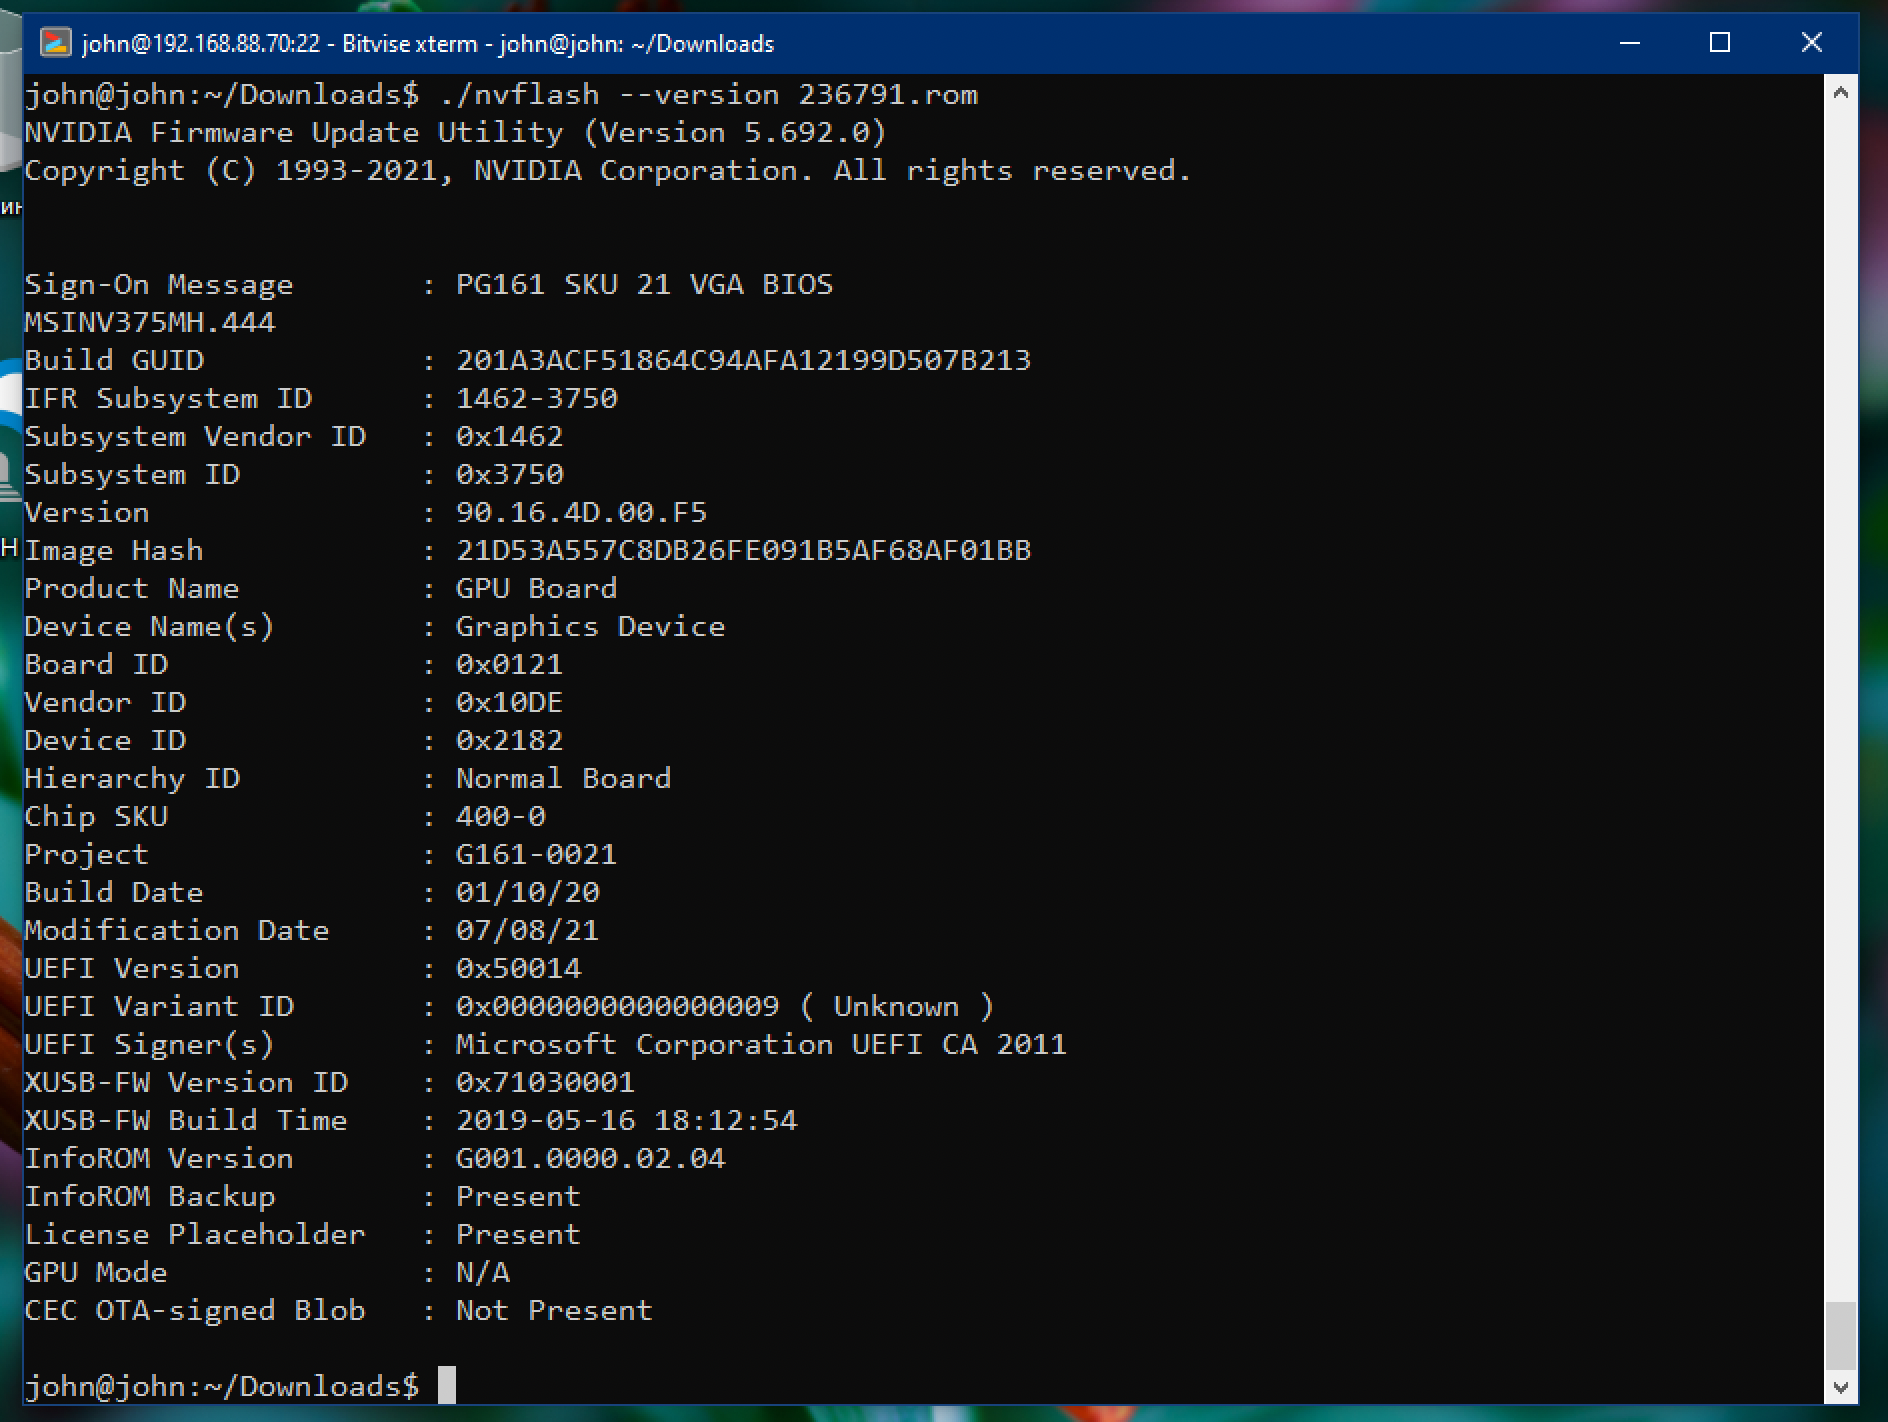 john@192.168.88.70:22 - Bitvise xterm - john@john: ~/Downloads
john@john:~/Downloads$ ./nvflash --version 236791.rom
NVIDIA Firmware Update Utility (Version 5.692.0)
Copyright (C) 1993-2021, NVIDIA Corporation. All rights reserved.
Sign-On Message : PG161 SKU 21 VGA BIOS
MSINV375MH.444
Build GUID : 201A3ACF51864C94AFA12199D507B213
IFR Subsystem ID : 1462-3750
Subsystem Vendor ID : 0x1462
Subsystem ID : 0x3750
Version : 90.16.4D.00.F5
Image Hash : 21D53A557C8DB26FE091B5AF68AF01BB
Product Name : GPU Board
Device Name(s) : Graphics Device
Board ID : 0x0121
Vendor ID : 0x10DE
Device ID : 0x2182
Hierarchy ID : Normal Board
Chip SKU : 400-0
Project : G161-0021
Build Date : 01/10/20
Modification Date : 07/08/21
UEFI Version : 0x50014
UEFI Variant ID : 0x0000000000000009 ( Unknown )
UEFI Signer(s) : Microsoft Corporation UEFI CA 2011
XUSB-FW Version ID : 0x71030001
XUSB-FW Build Time : 2019-05-16 18:12:54
InfoROM Version : G001.0000.02.04
InfoROM Backup : Present
License Placeholder : Present
GPU Mode : N/A
CEC OTA-signed Blob : Not Present
john@john:~/Downloads$